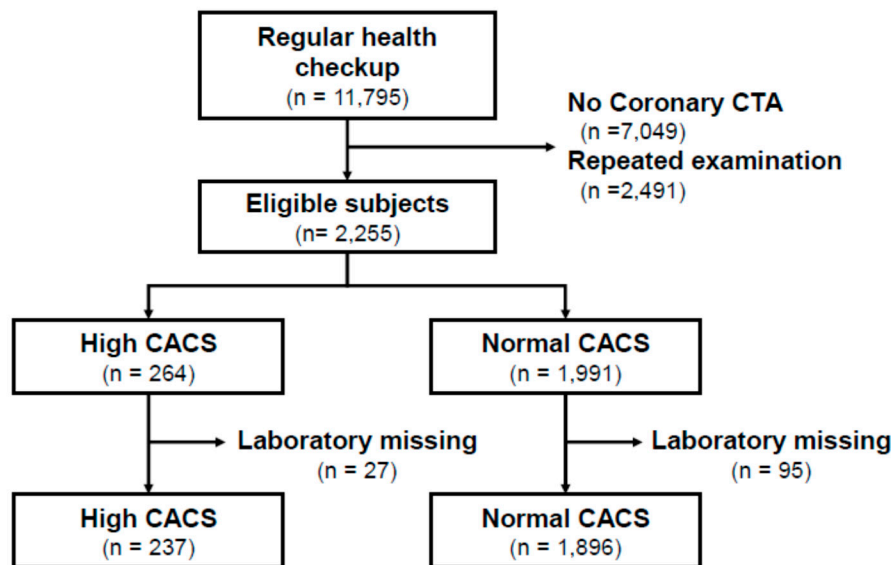 Regular health
checkup
(n = 11,795)
No Coronary CTA
(n =7,049)
Repeated examination
(n =2,491)
Eligible subjects
(n= 2,255)
High CACS
(n = 264)
Normal CACS
(n = 1,991)
Laboratory missing
(n = 27)
Laboratory missing
(n = 95)
High CACS
(n = 237)
Normal CACS
(n = 1,896)